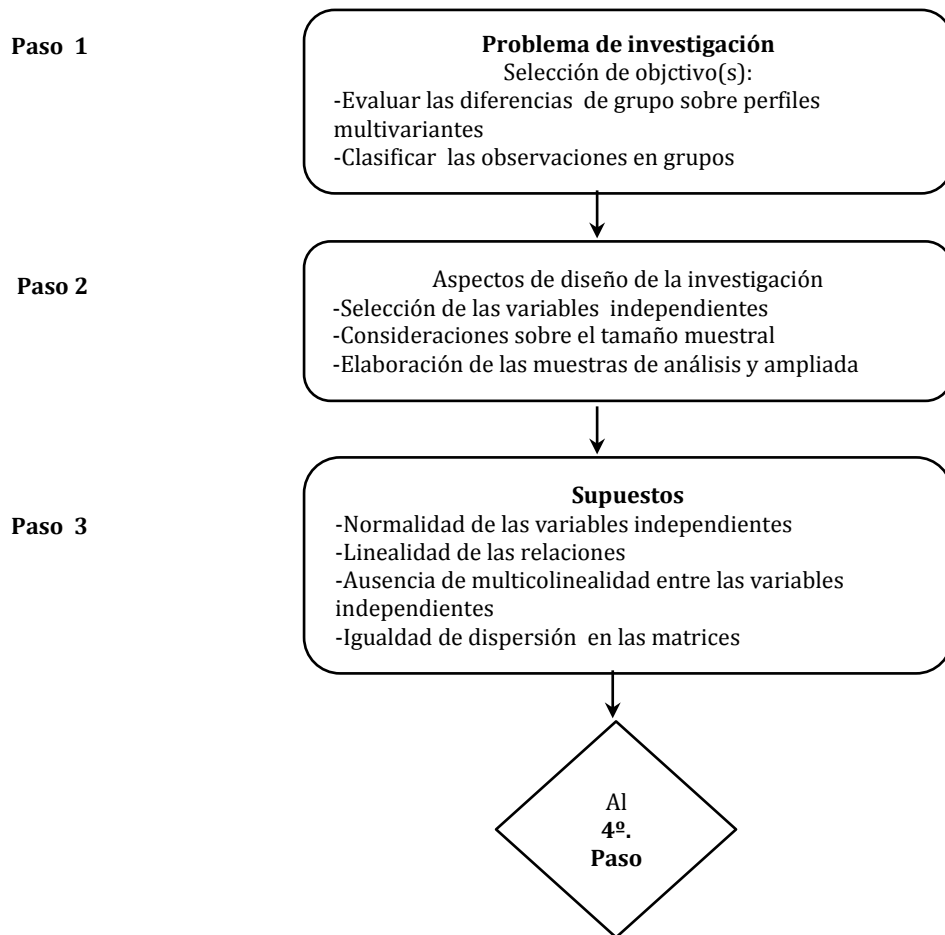 Paso 1
Problema de investigación
Selección de objctivo(s):
-Evaluar las diferencias de grupo sobre perfiles
multivariantes
-Clasificar las observaciones en grupos
Paso 2
Aspectos de diseño de la investigación
-Selección de las variables independientes
-Consideraciones sobre el tamaño muestral
-Elaboración de las muestras de análisis y ampliada
Paso 3
Supuestos
-Normalidad de las variables independientes
-Linealidad de las relaciones
-Ausencia de multicolinealidad entre las variables
independientes
-Igualdad de dispersión en las matrices
Al
4º.
Paso